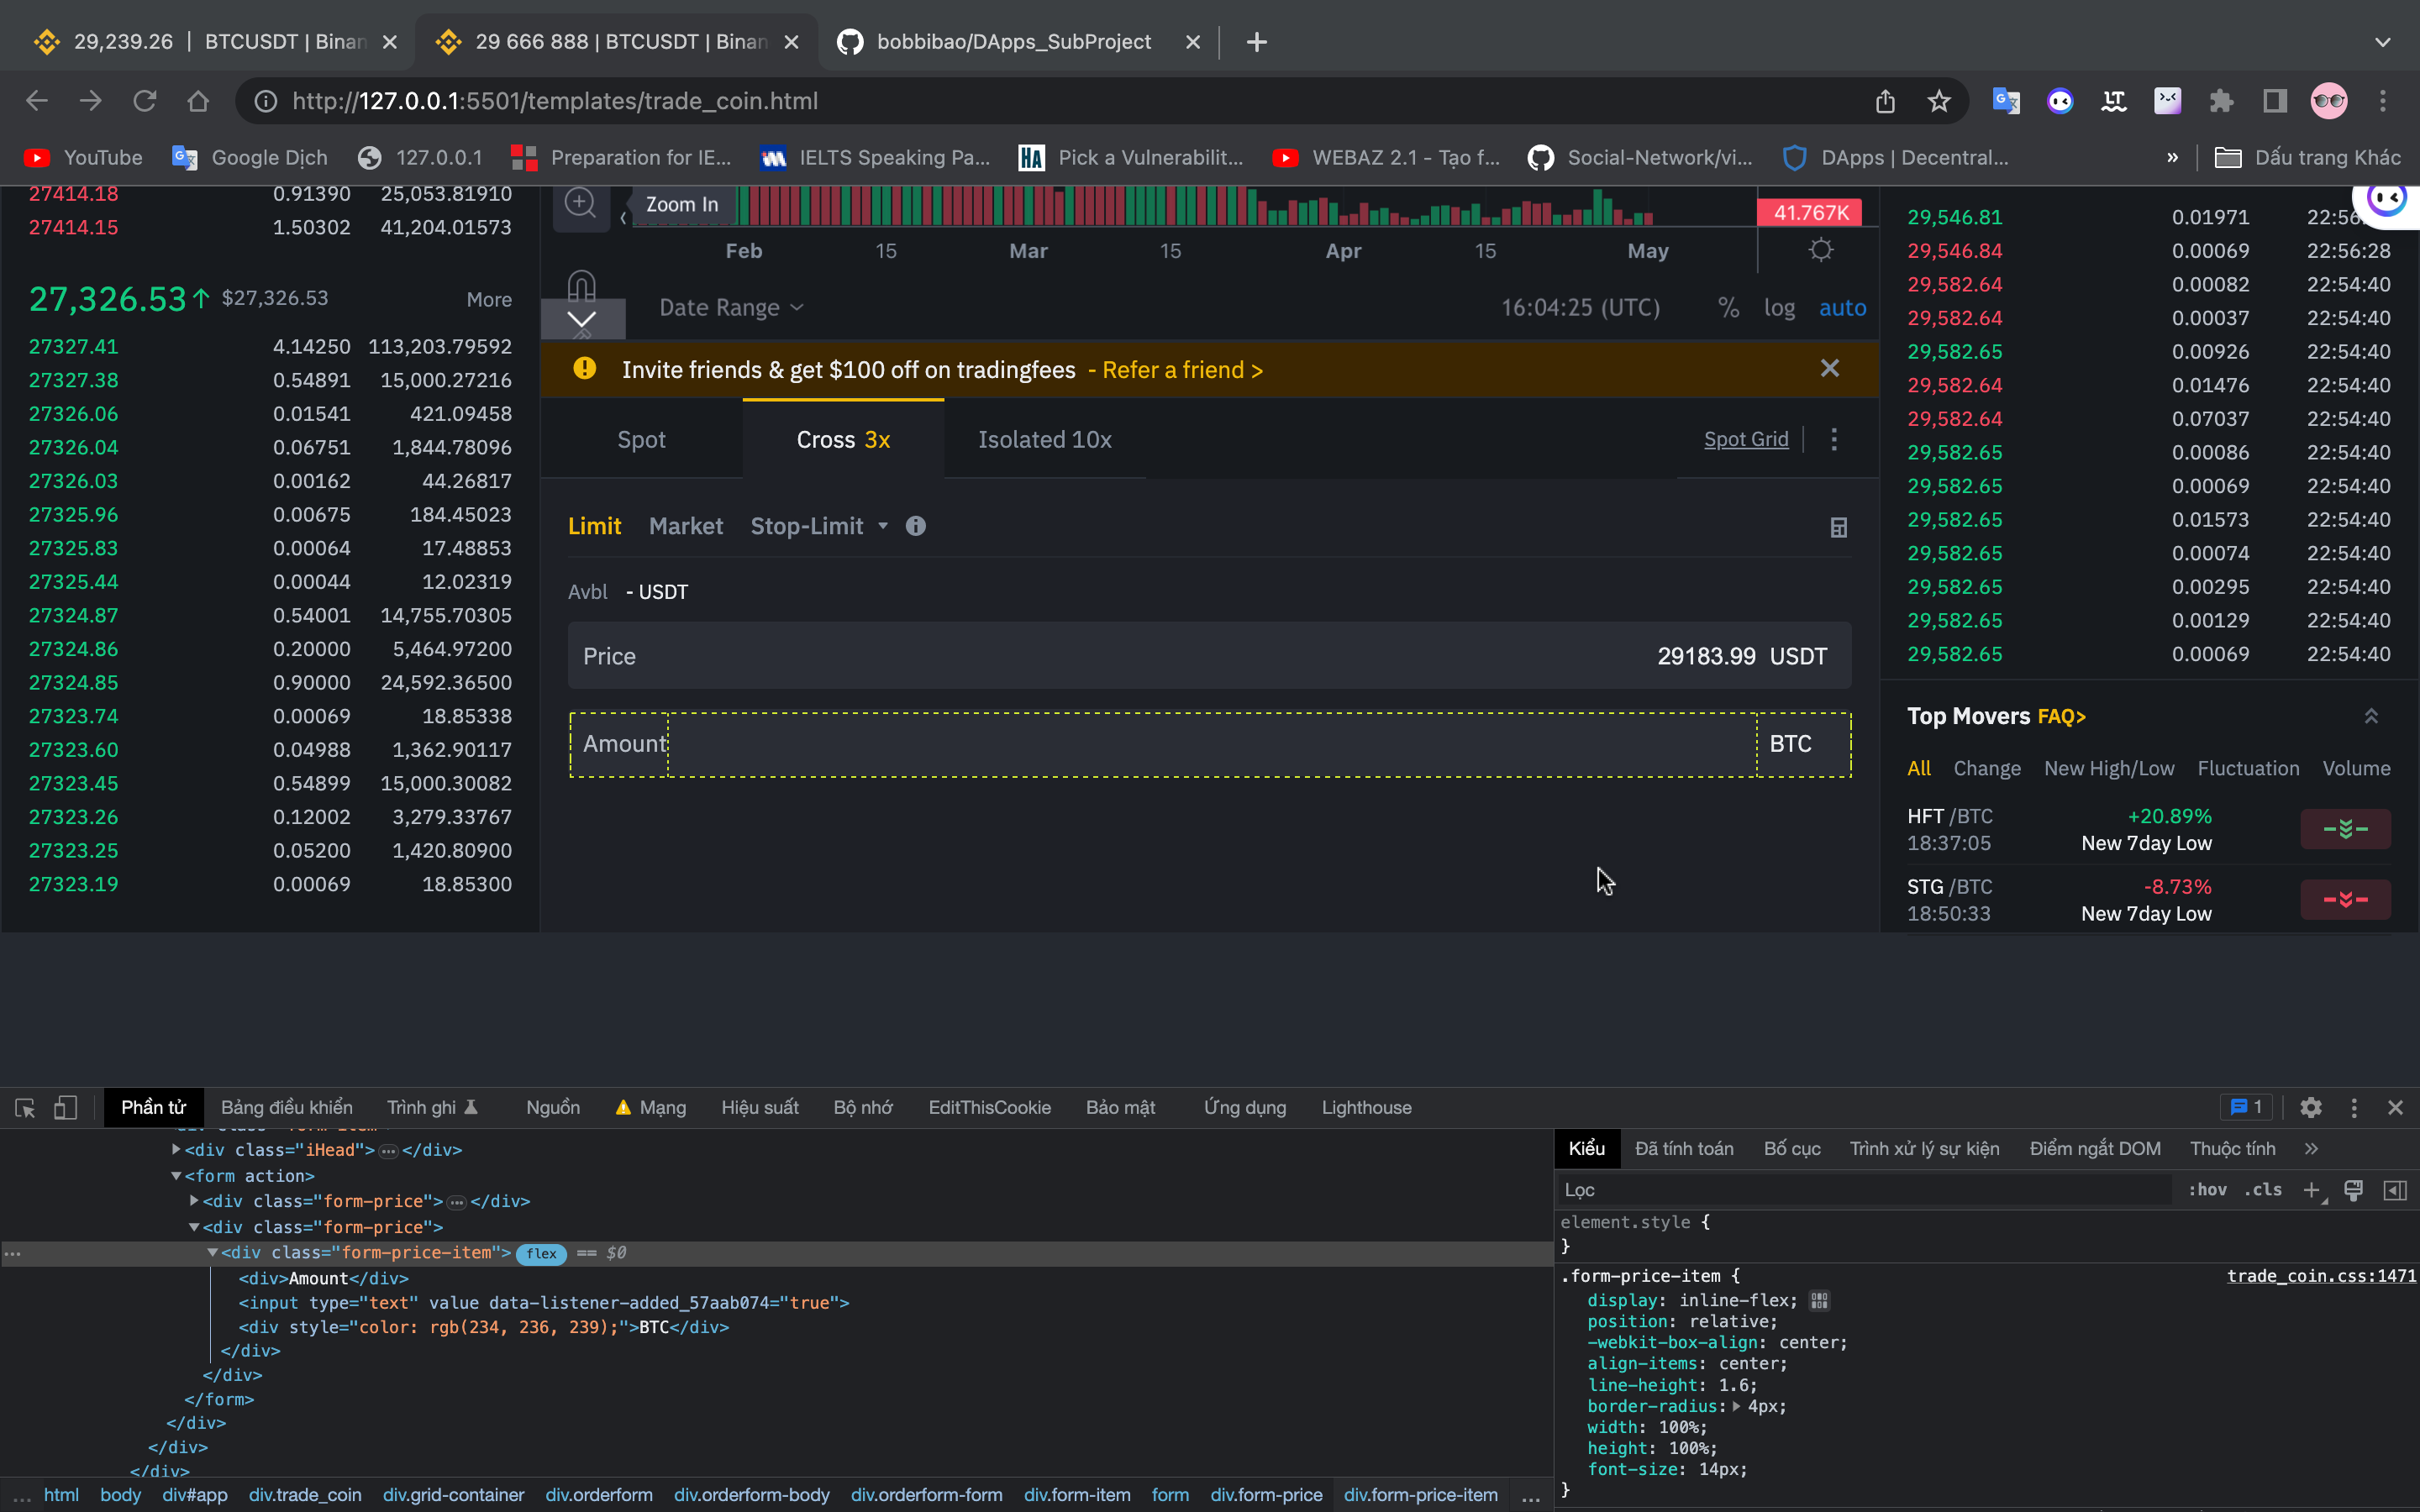 29,239.26 | BTCUSDT | Binan
29 666 888 | BTCUSDT | Binan
bobbibao/DApps_SubProject
http://127.0.0.1:5501/templates/trade_coin.html
YouTube
Google Dịch
127.0.0.1
Preparation for IE...
IELTS Speaking Pa...
Pick a Vulnerabilit...
WEBAZ 2.1 - Tạo f...
Social-Network/vi...
DApps | Decentral...
»
Dấu trang Khác
27414.18 0.91390 25,053.81910
27414.15 1.50302 41,204.01573
27,326.53↑ $27,326.53 More
27327.41 4.14250 113,203.79592
27327.38 0.54891 15,000.27216
27326.06 0.01541 421.09458
27326.04 0.06751 1,844.78096
27326.03 0.00162 44.26817
27325.96 0.00675 184.45023
27325.83 0.00064 17.48853
27325.44 0.00044 12.02319
27324.87 0.54001 14,755.70305
27324.86 0.20000 5,464.97200
27324.85 0.90000 24,592.36500
27323.74 0.00069 18.85338
27323.60 0.04988 1,362.90117
27323.45 0.54899 15,000.30082
27323.26 0.12002 3,279.33767
27323.25 0.05200 1,420.80900
27323.19 0.00069 18.85300
Zoom In
41.767K
Feb 15 Mar 15 Apr 15 May
Date Range
16:04:25 (UTC) % log auto
Invite friends & get $100 off on tradingfees - Refer a friend >
Spot Cross 3x Isolated 10x Spot Grid
Limit Market Stop-Limit
Avbl - USDT
Price 29183.99 USDT
Amount BTC
29,546.81 0.01971 22:56
29,546.84 0.00069 22:56:28
29,582.64 0.00082 22:54:40
29,582.64 0.00037 22:54:40
29,582.65 0.00926 22:54:40
29,582.64 0.01476 22:54:40
29,582.64 0.07037 22:54:40
29,582.65 0.00086 22:54:40
29,582.65 0.00069 22:54:40
29,582.65 0.01573 22:54:40
29,582.65 0.00074 22:54:40
29,582.65 0.00295 22:54:40
29,582.65 0.00129 22:54:40
29,582.65 0.00069 22:54:40
Top Movers FAQ>
All Change New High/Low Fluctuation Volume
HFT /BTC +20.89%
18:37:05 New 7day Low
STG /BTC -8.73%
18:50:33 New 7day Low
Phần tử Bảng điều khiển Trình ghi Nguồn Mạng Hiệu suất Bộ nhớ EditThisCookie Bảo mật Ứng dụng Lighthouse 1
<div class="iHead">…</div>
<form action>
<div class="form-price">…</div>
<div class="form-price">
<div class="form-price-item"> flex == $0
<div>Amount</div>
<input type="text" value data-listener-added_57aab074="true">
<div style="color: rgb(234, 236, 239);">BTC</div>
</div>
</div>
</form>
</div>
</div>
</div>
... html body div#app div.trade_coin div.grid-container div.orderform div.orderform-body div.orderform-form div.form-item form div.form-price div.form-price-item ...
Kiểu Đã tính toán Bố cục Trình xử lý sự kiện Điểm ngắt DOM Thuộc tính »
Lọc :hov .cls +
element.style {
}
.form-price-item { trade_coin.css:1471
display: inline-flex;
position: relative;
-webkit-box-align: center;
align-items: center;
line-height: 1.6;
border-radius: 4px;
width: 100%;
height: 100%;
font-size: 14px;
}